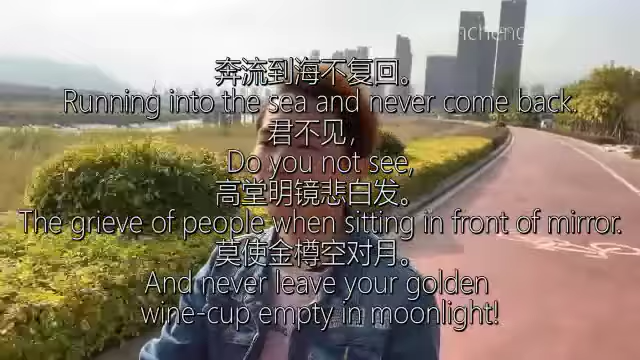 ncheng
奔流到海不复回。
Running into the sea and never come back.
君不见，
Do you not see,
高堂明镜悲白发。
The grieve of people when sitting in front of mirror.
莫使金樽空对月。
And never leave your golden
wine-cup empty in moonlight!